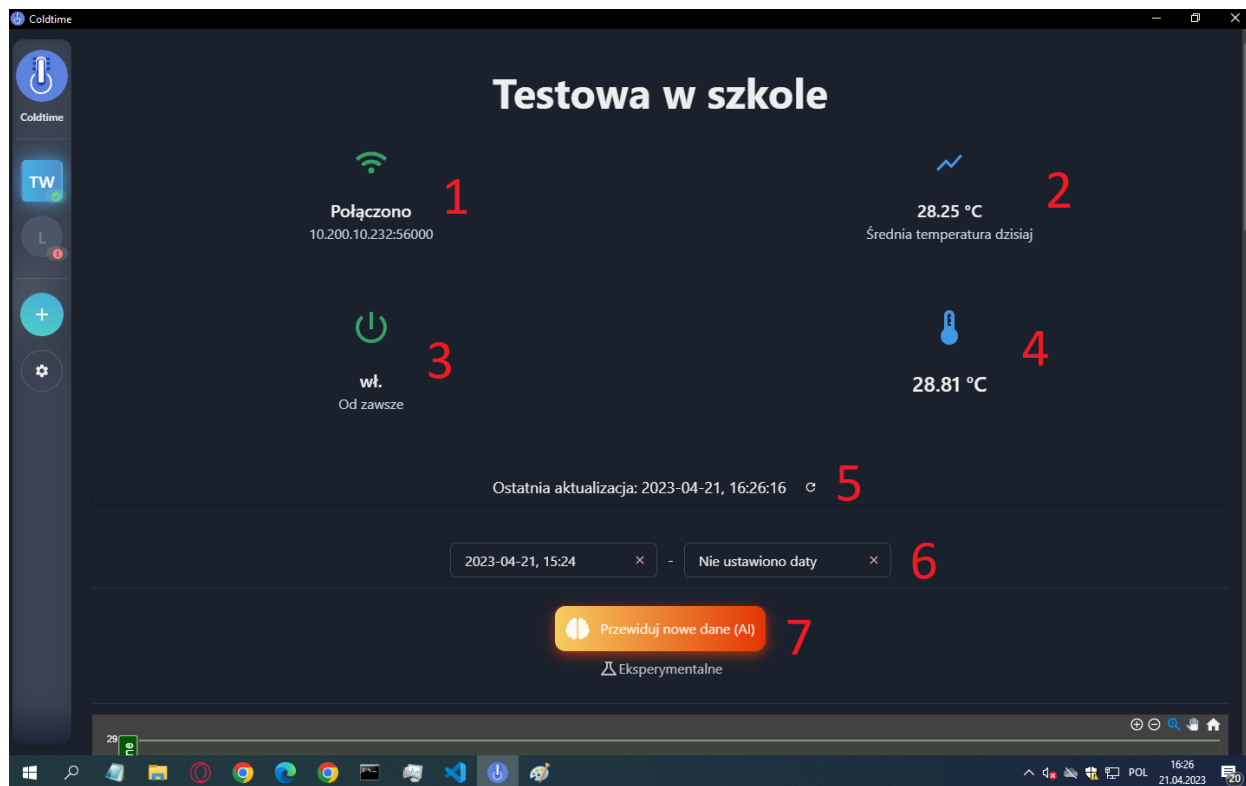 Coldtime
Coldtime
Testowa w szkole
TW
L
Połączono
10.200.10.232:56000
1
28.25 °C
Średnia temperatura dzisiaj
2
wł.
Od zawsze
3
28.81 °C
4
Ostatnia aktualizacja: 2023-04-21, 16:26:16
5
2023-04-21, 15:24
-
Nie ustawiono daty
6
Przewiduj nowe dane (AI)
7
Eksperymentalne
29
ne
POL
16:26
21.04.2023
20